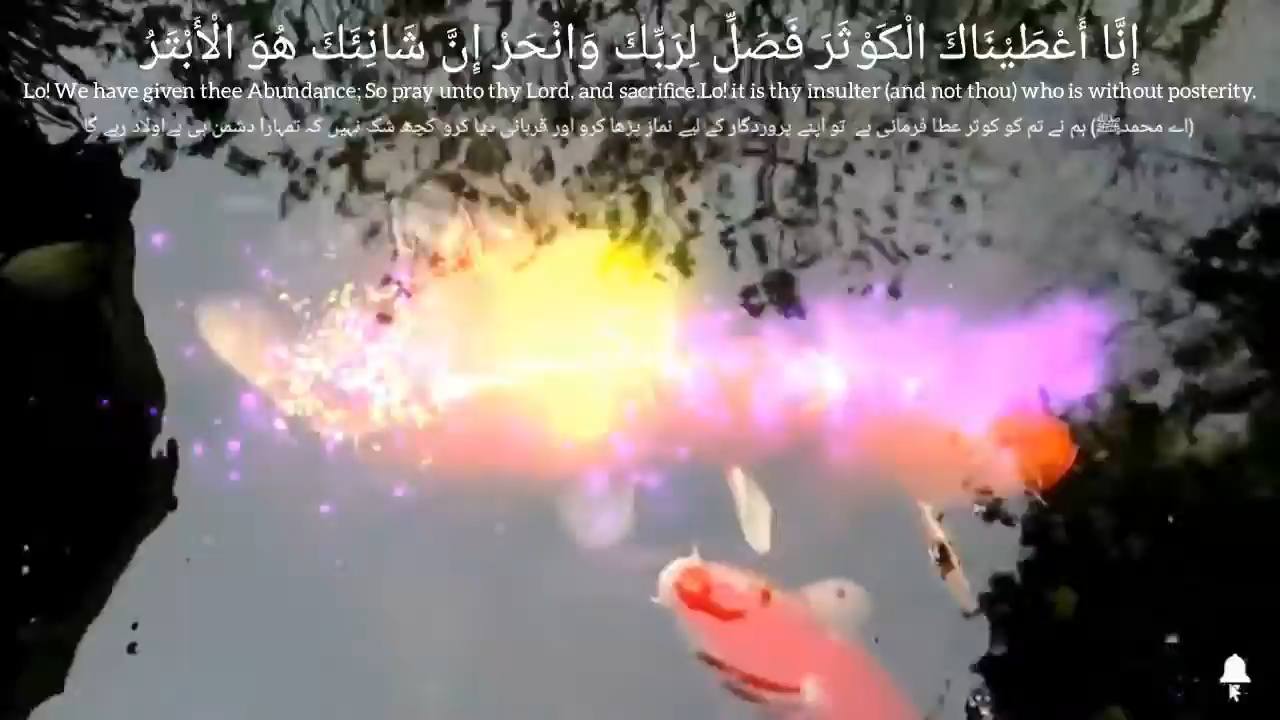 إِنَّا أَعْطَيْنَاكَ الْكَوْثَرَ فَصَلِّ لِرَبِّكَ وَانْحَرْ إِنَّ شَانِئَكَ هُوَ الْأَبْتَرُ
Lo! We have given thee Abundance; So pray unto thy Lord, and sacrifice.Lo! it is thy insulter (and not thou) who is without posterity.
(اے محمدﷺ) ہم نے تم کو کوثر عطا فرمائی ہے تو اپنے پروردگار کے لیے نماز پڑھا کرو اور قربانی دیا کرو کچھ شک نہیں کہ تمہارا دشمن ہی بےاولاد رہے گا